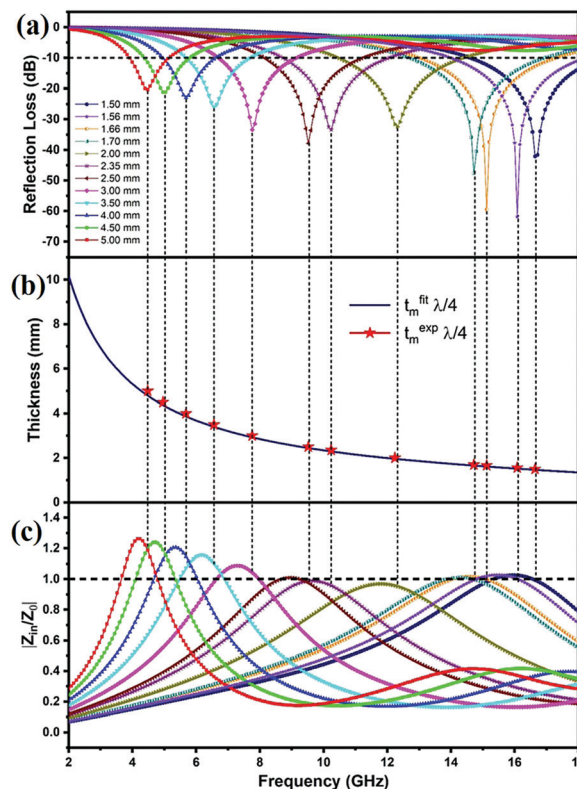 (a)
0
-10
-20
-30
-40
-50
-60
-70
Reflection Loss (dB)
1.50 mm
1.56 mm
1.66 mm
1.70 mm
2.00 mm
2.35 mm
2.50 mm
3.00 mm
3.50 mm
4.00 mm
4.50 mm
5.00 mm
(b)
10
8
6
4
2
0
Thickness (mm)
t_m^fit λ/4
t_m^exp λ/4
(c)
1.4
1.2
1.0
0.8
0.6
0.4
0.2
0.0
|Z_in/Z_0|
2 4 6 8 10 12 14 16 18
Frequency (GHz)